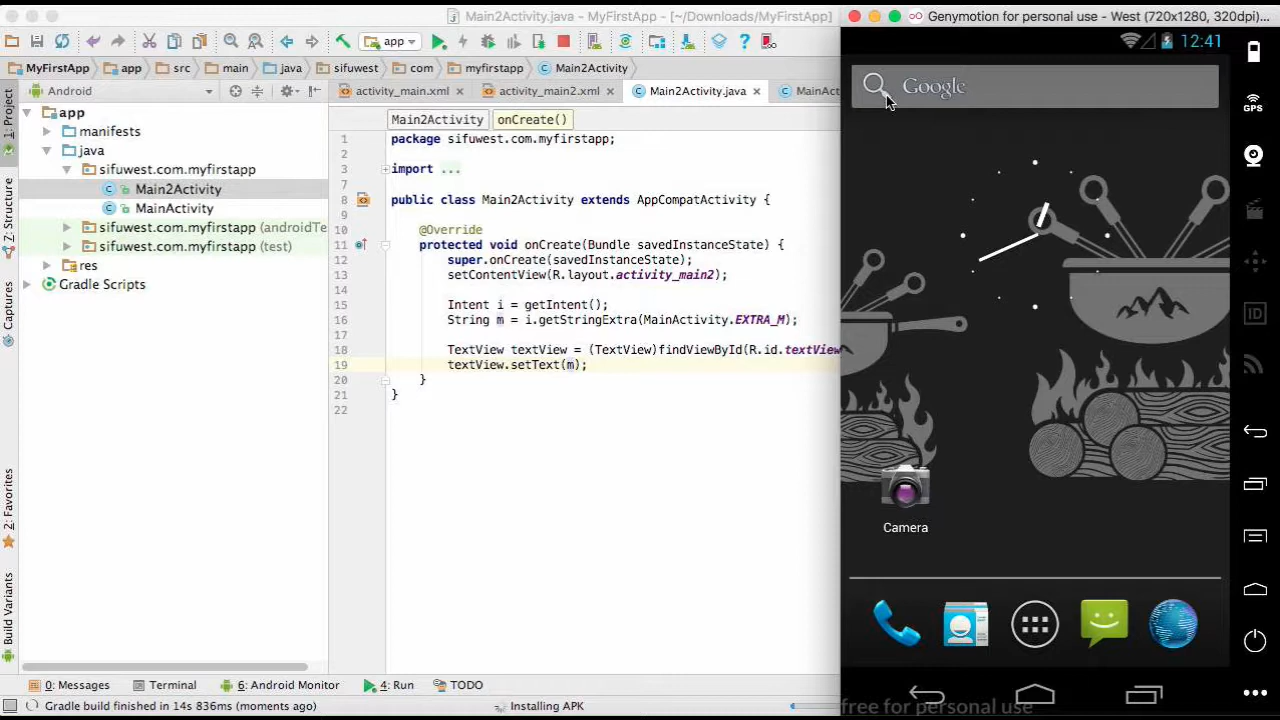 Main2Activity.java - MyFirstApp - [~/Downloads/MyFirstApp]
app
MyFirstApp app src main java sifuwest com myfirstapp Main2Activity
Android
activity_main.xml activity_main2.xml Main2Activity.java MainAct
1: Project
Z: Structure
Captures
2: Favorites
Build Variants
app
manifests
java
sifuwest.com.myfirstapp
Main2Activity
MainActivity
sifuwest.com.myfirstapp (androidTe
sifuwest.com.myfirstapp (test)
res
Gradle Scripts
Main2Activity onCreate()
1 package sifuwest.com.myfirstapp;
2
3 import ...
7
8 public class Main2Activity extends AppCompatActivity {
9
10 @Override
11 protected void onCreate(Bundle savedInstanceState) {
12 super.onCreate(savedInstanceState);
13 setContentView(R.layout.activity_main2);
14
15 Intent i = getIntent();
16 String m = i.getStringExtra(MainActivity.EXTRA_M);
17
18 TextView textView = (TextView)findViewById(R.id.textView
19 textView.setText(m);
20 }
21 }
22
0: Messages Terminal 6: Android Monitor 4: Run TODO
Gradle build finished in 14s 839ms (moments ago) Installing APK
Genymotion for personal use - West (720x1280, 320dpi)...
12:41
Google
Camera
free for personal use
GPS
ID